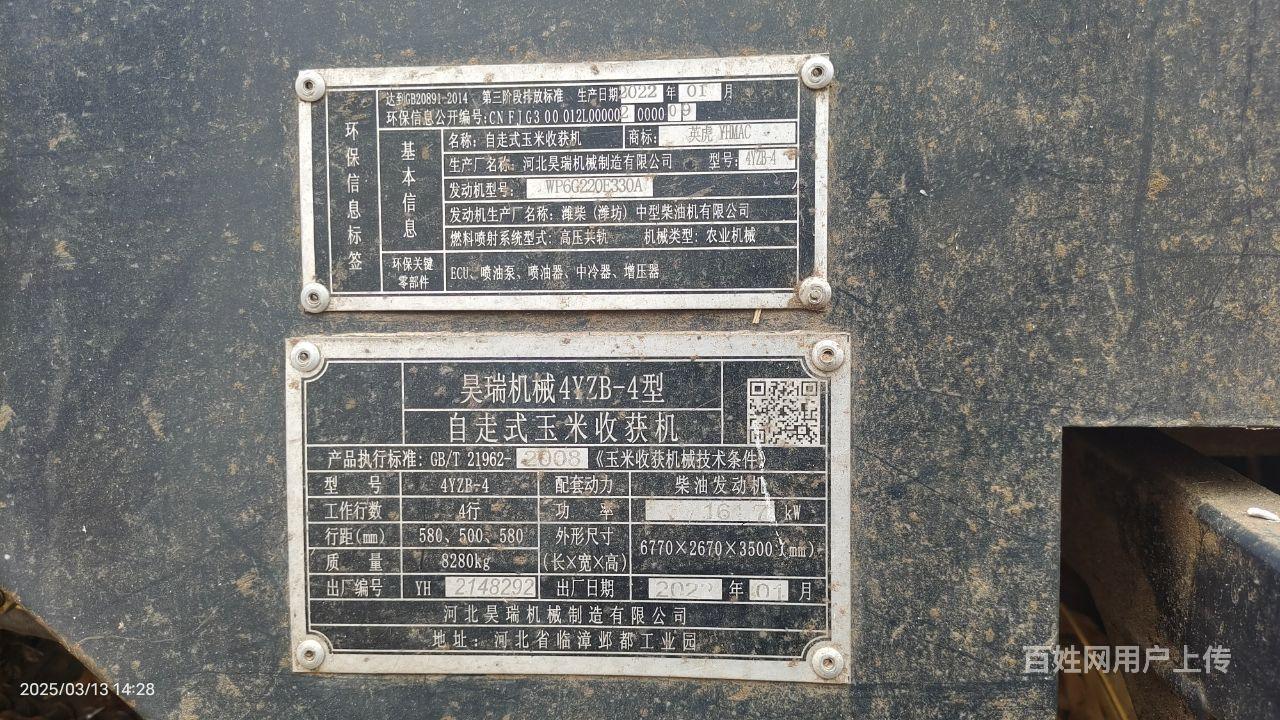 环保信息标签
达到GB20891-2014 第三阶段排放标准 生产日期2022年01月
环保信息公开编号:CN FJ G3 00 012L000002 000009
基本信息
名称: 自走式玉米收获机 商标: 英虎 YHMAC
生产厂名称: 河北昊瑞机械制造有限公司 型号: 4YZB-4
发动机型号: WP6G220E330A
发动机生产厂名称: 潍柴 (潍坊) 中型柴油机有限公司
燃料喷射系统型式: 高压共轨 机械类型: 农业机械
环保关键零部件 ECU、喷油泵、喷油器、中冷器、增压器
昊瑞机械4YZB-4型
自走式玉米收获机
产品执行标准: GB/T 21962-2008《玉米收获机械技术条件》
型号 4YZB-4 配套动力 柴油发动机
工作行数 4行 功率 kW
行距(mm) 580、500、580 外形尺寸(长×宽×高) 6770×2670×3500(mm)
质量 8280kg
出厂编号 YH 2148292 出厂日期 2022年01月
河北昊瑞机械制造有限公司
地址: 河北省临漳邺都工业园
2025/03/13 14:28
百姓网用户上传